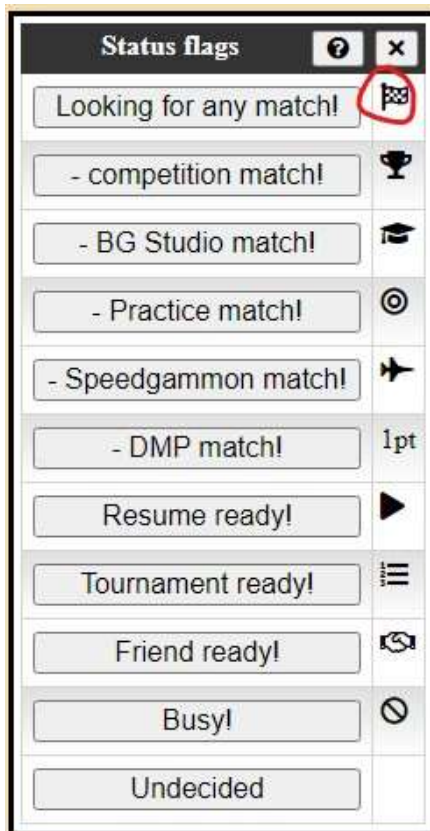 Status flags
Looking for any match!
- competition match!
- BG Studio match!
- Practice match!
- Speedgammon match!
- DMP match! 1pt
Resume ready!
Tournament ready!
Friend ready!
Busy!
Undecided